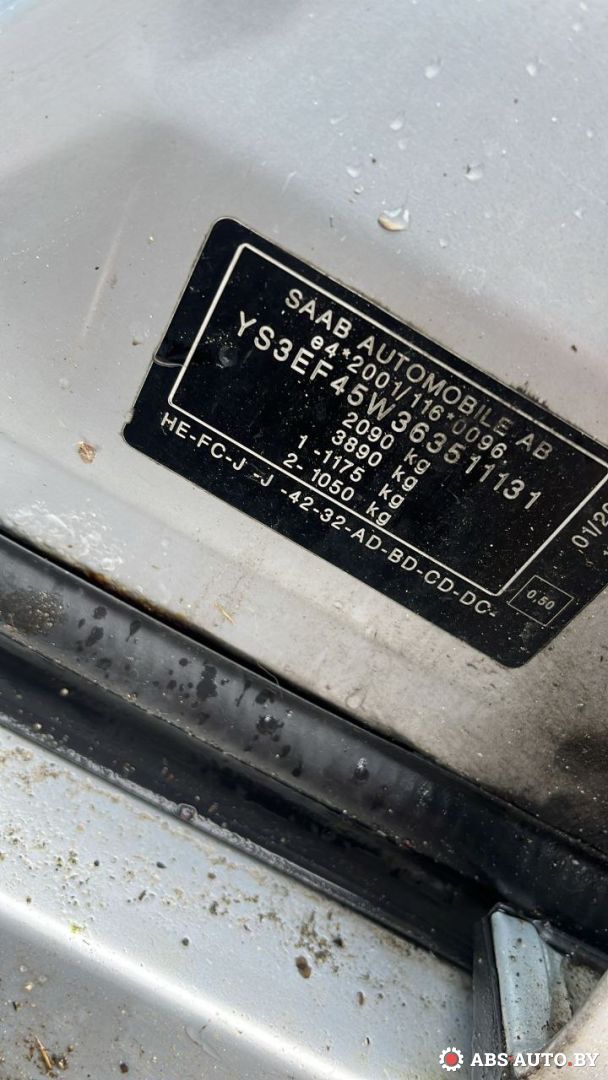 SAAB AUTOMOBILE AB
e4*2001/116*0096
YS3EF45W363511131
2090 kg
3890 kg
1 -1175 kg
2- 1050 kg
HE-FC-J -J -42-32-AD-BD-CD-DC-
0,50
ABS-AUTO.BY